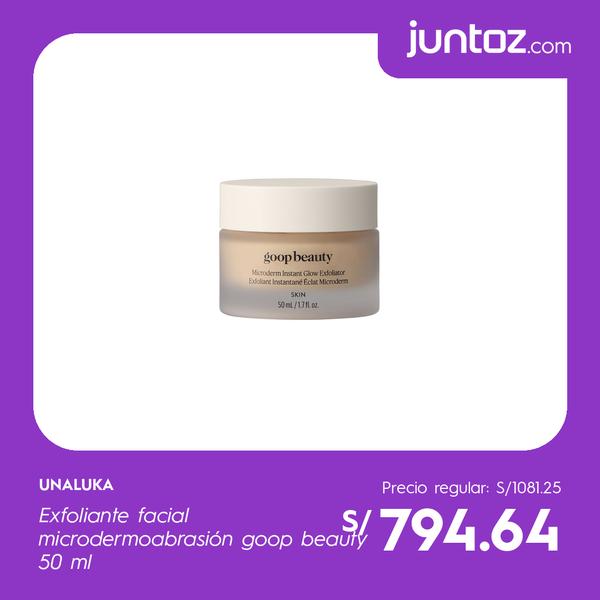 juntoz.com
goop beauty
Microderm Instant Glow Exfoliator
Exfoliant Instantané Éclat Microderm
SKIN
50 mL / 1.7 fl. oz.
UNALUKA
Exfoliante facial
microdermoabrasión goop beauty
50 ml
Precio regular: S/1081.25
S/ 794.64